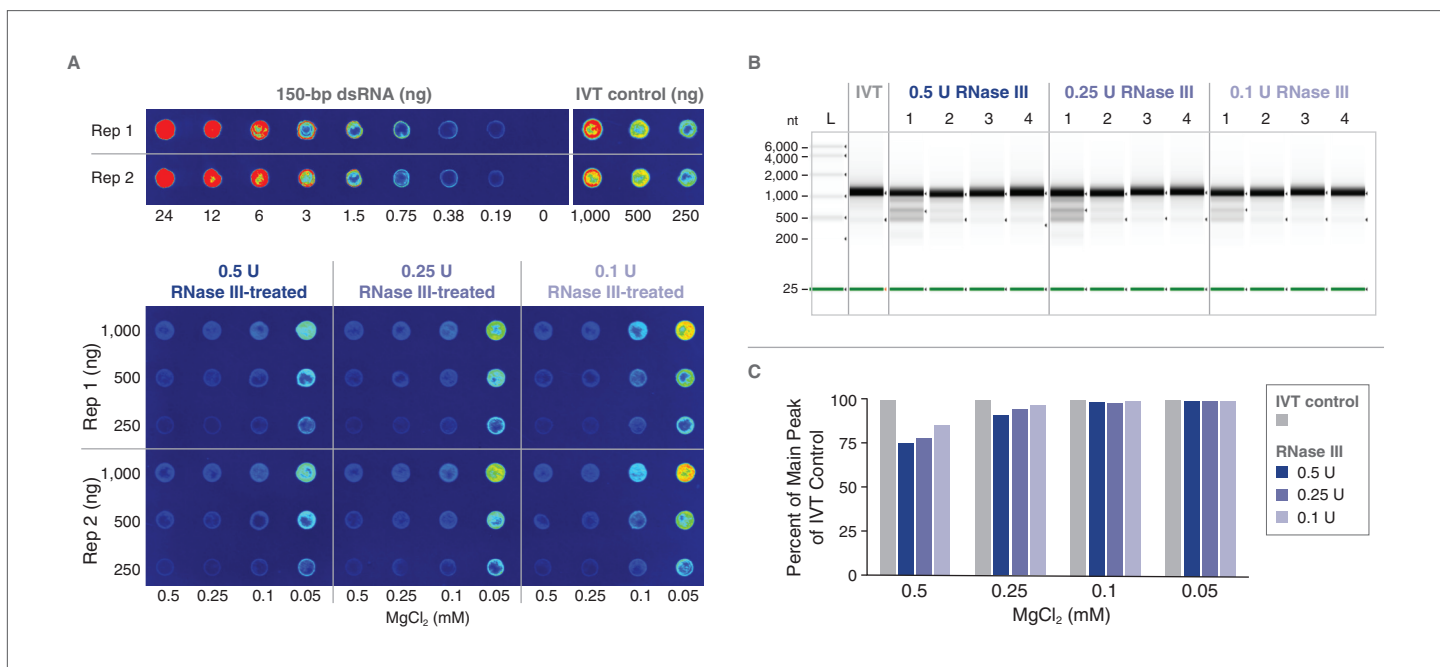 A
150-bp dsRNA (ng)
IVT control (ng)
Rep 1
Rep 2
24 12 6 3 1.5 0.75 0.38 0.19 0 1,000 500 250
0.5 U
RNase III-treated
0.25 U
RNase III-treated
0.1 U
RNase III-treated
Rep 1 (ng)
1,000
500
250
Rep 2 (ng)
1,000
500
250
0.5 0.25 0.1 0.05 0.5 0.25 0.1 0.05 0.5 0.25 0.1 0.05
MgCl₂ (mM)
B
IVT 0.5 U RNase III 0.25 U RNase III 0.1 U RNase III
nt L 1 2 3 4 1 2 3 4 1 2 3 4
6,000
4,000
2,000
1,000
500
200
25
C
Percent of Main Peak
of IVT Control
100
75
50
25
0
0.5 0.25 0.1 0.05
MgCl₂ (mM)
IVT control
RNase III
0.5 U
0.25 U
0.1 U